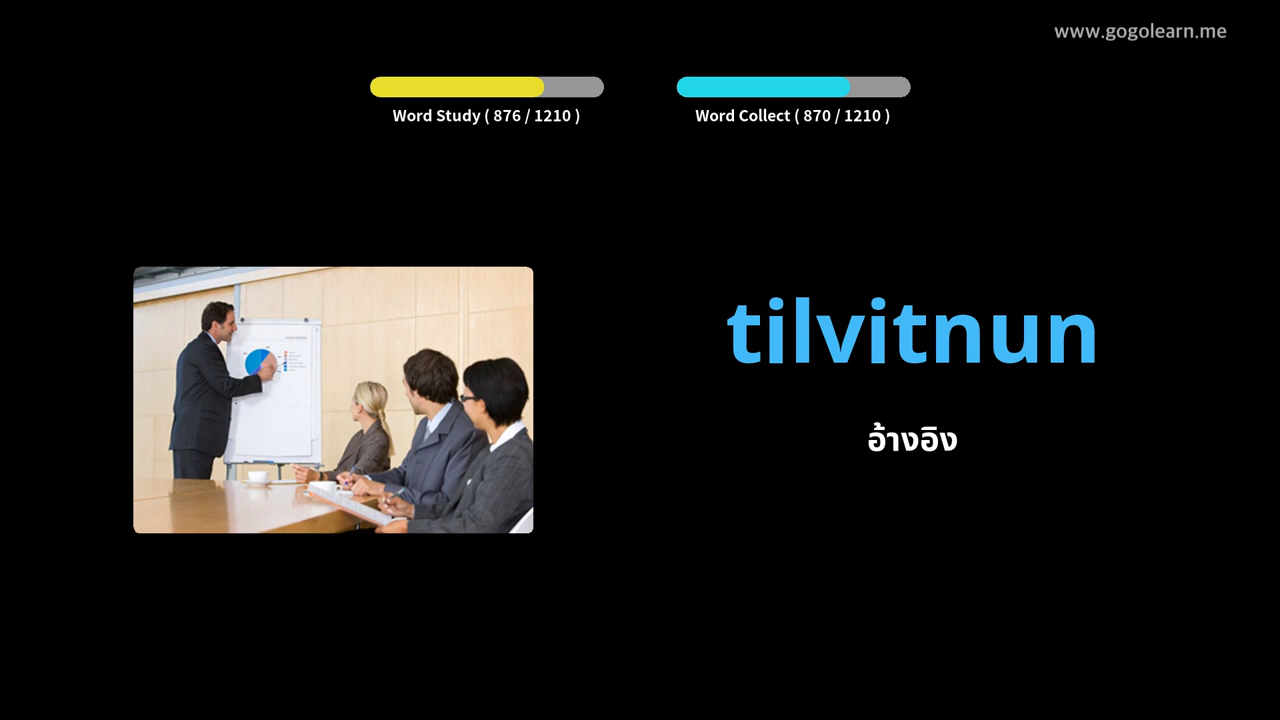 www.gogolearn.me
Word Study ( 876 / 1210 )
Word Collect ( 870 / 1210 )
tilvitnun
อ้างอิง